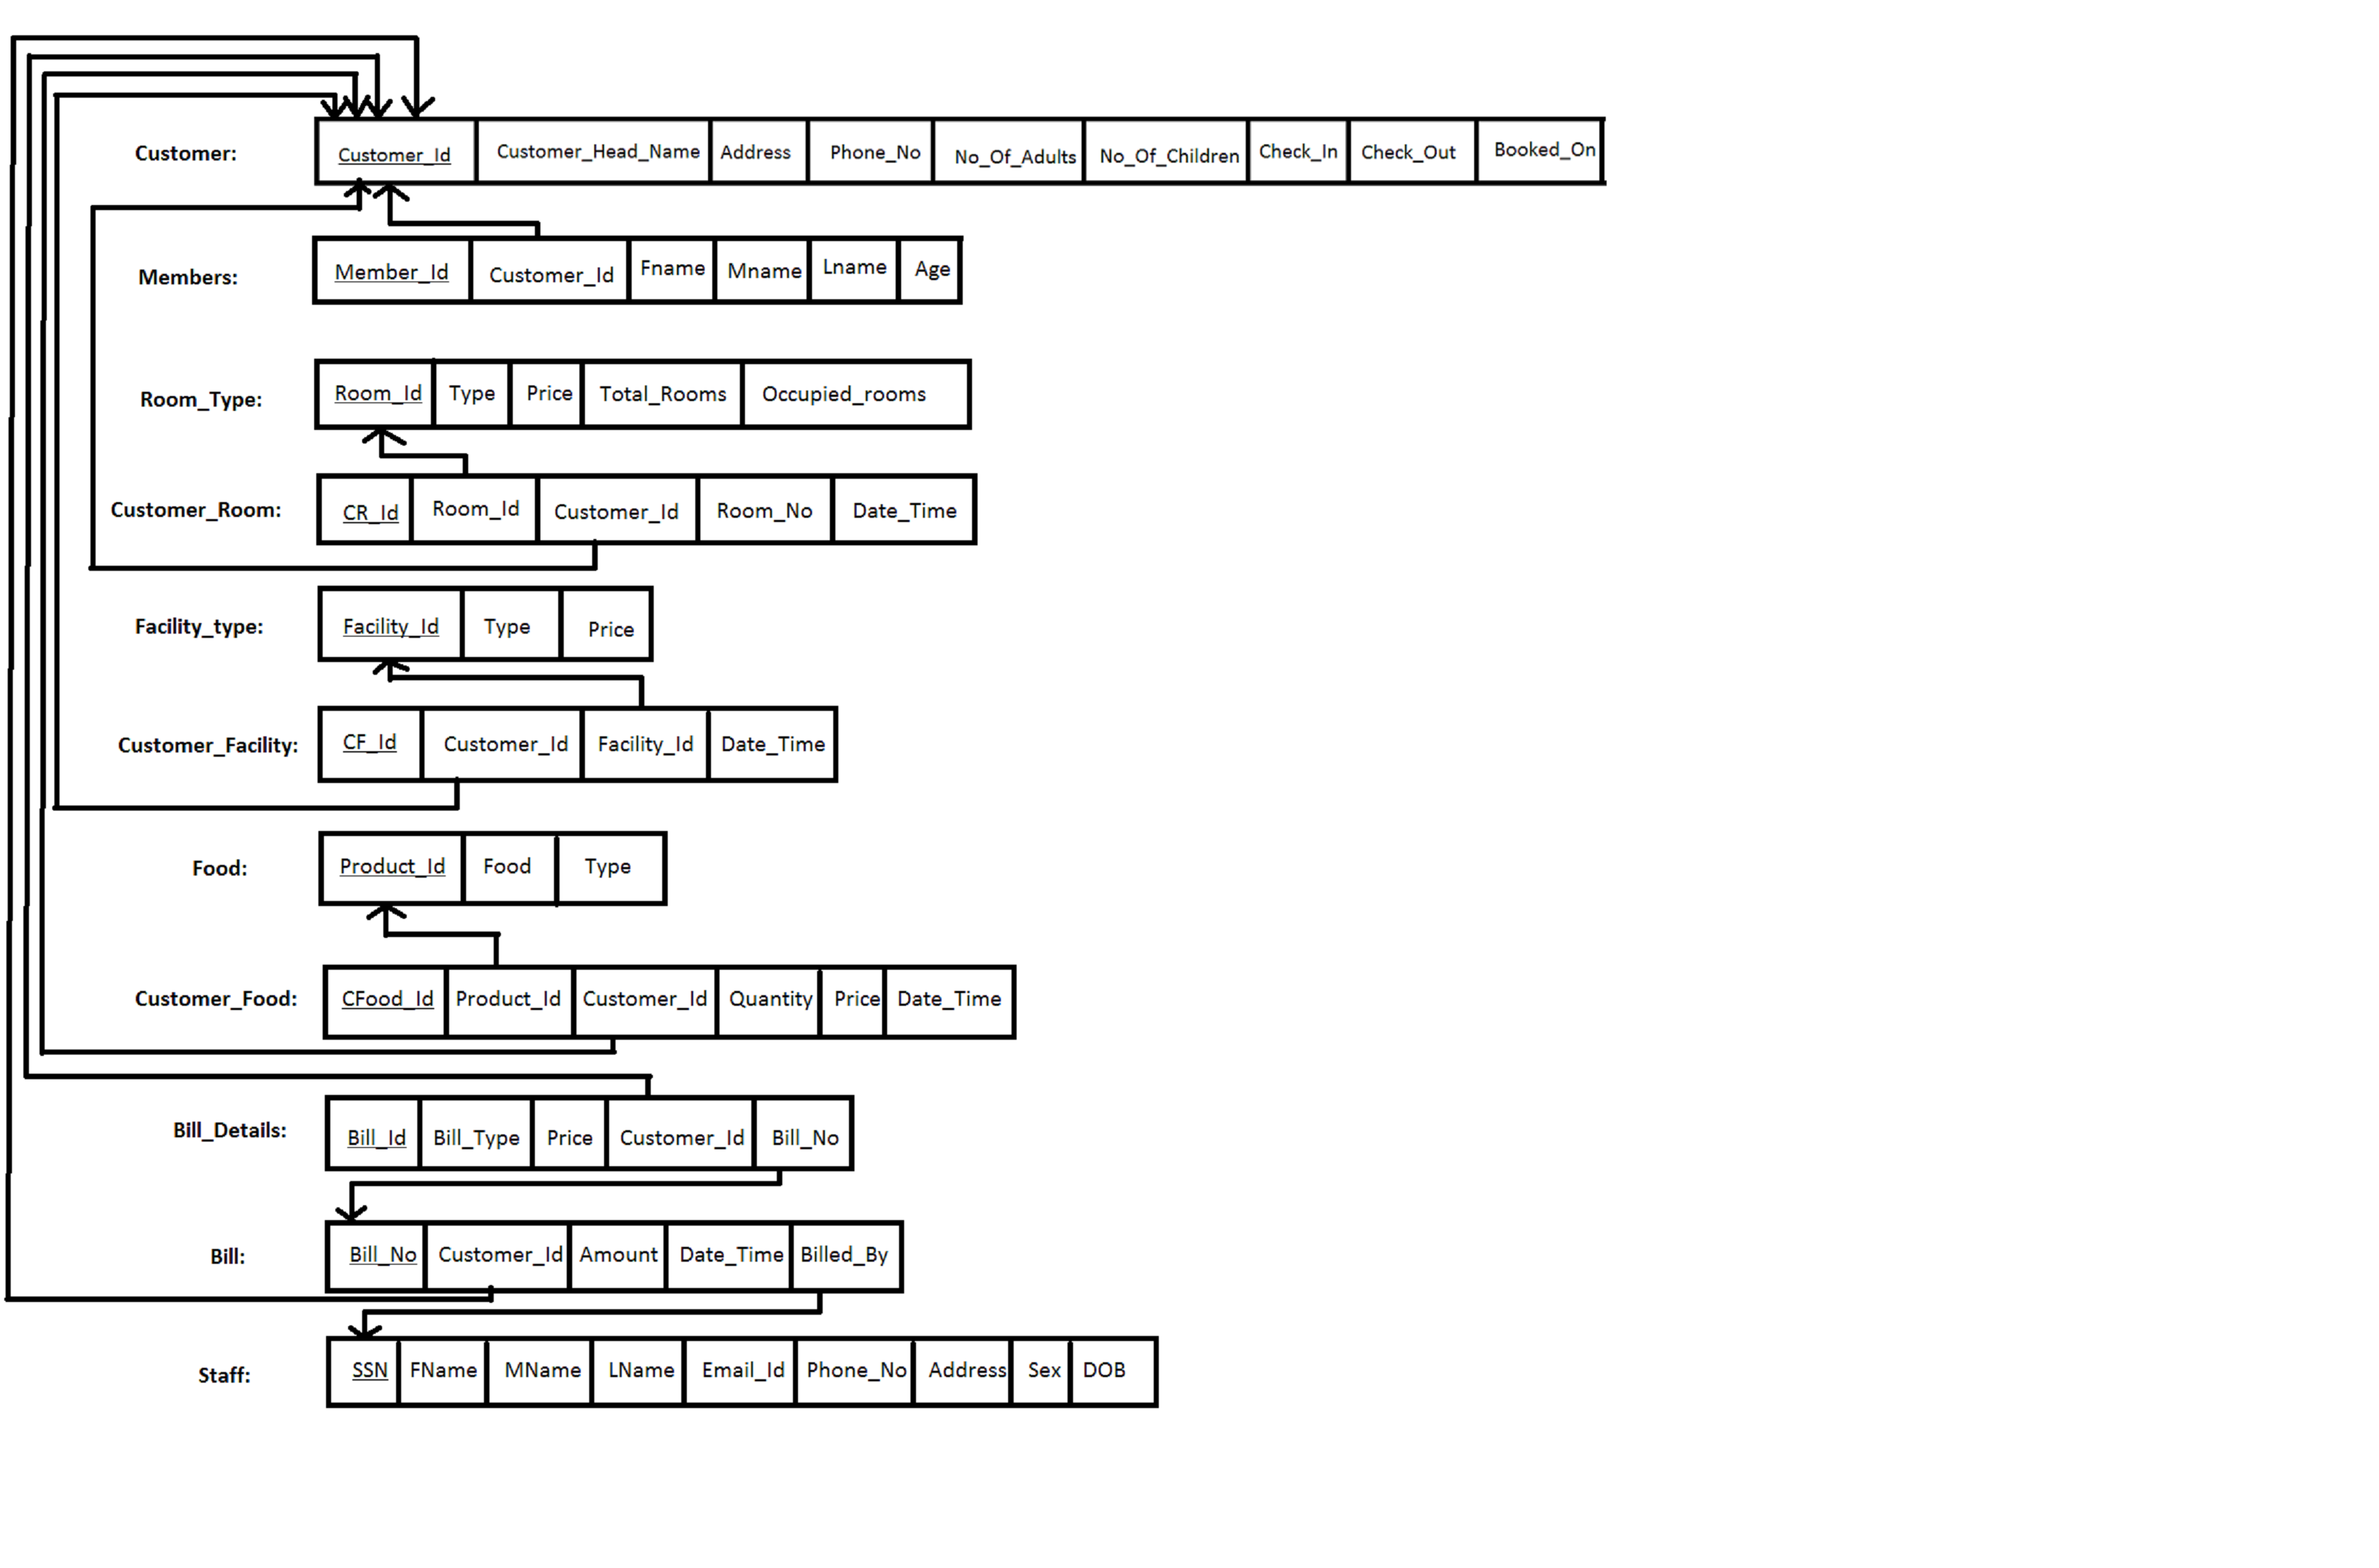 Customer: Customer_Id Customer_Head_Name Address Phone_No No_Of_Adults No_Of_Children Check_In Check_Out Booked_On
Members: Member_Id Customer_Id Fname Mname Lname Age
Room_Type: Room_Id Type Price Total_Rooms Occupied_rooms
Customer_Room: CR_Id Room_Id Customer_Id Room_No Date_Time
Facility_type: Facility_Id Type Price
Customer_Facility: CF_Id Customer_Id Facility_Id Date_Time
Food: Product_Id Food Type
Customer_Food: CFood_Id Product_Id Customer_Id Quantity Price Date_Time
Bill_Details: Bill_Id Bill_Type Price Customer_Id Bill_No
Bill: Bill_No Customer_Id Amount Date_Time Billed_By
Staff: SSN FName MName LName Email_Id Phone_No Address Sex DOB